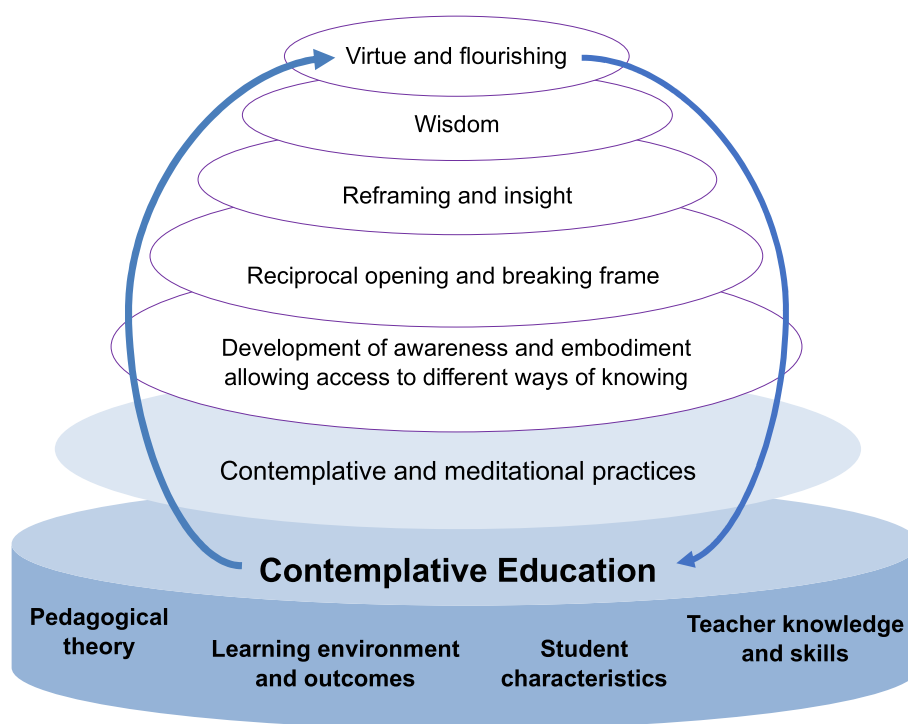 Virtue and flourishing
Wisdom
Reframing and insight
Reciprocal opening and breaking frame
Development of awareness and embodiment
allowing access to different ways of knowing
Contemplative and meditational practices
Contemplative Education
Pedagogical
theory
Learning environment
and outcomes
Student
characteristics
Teacher knowledge
and skills